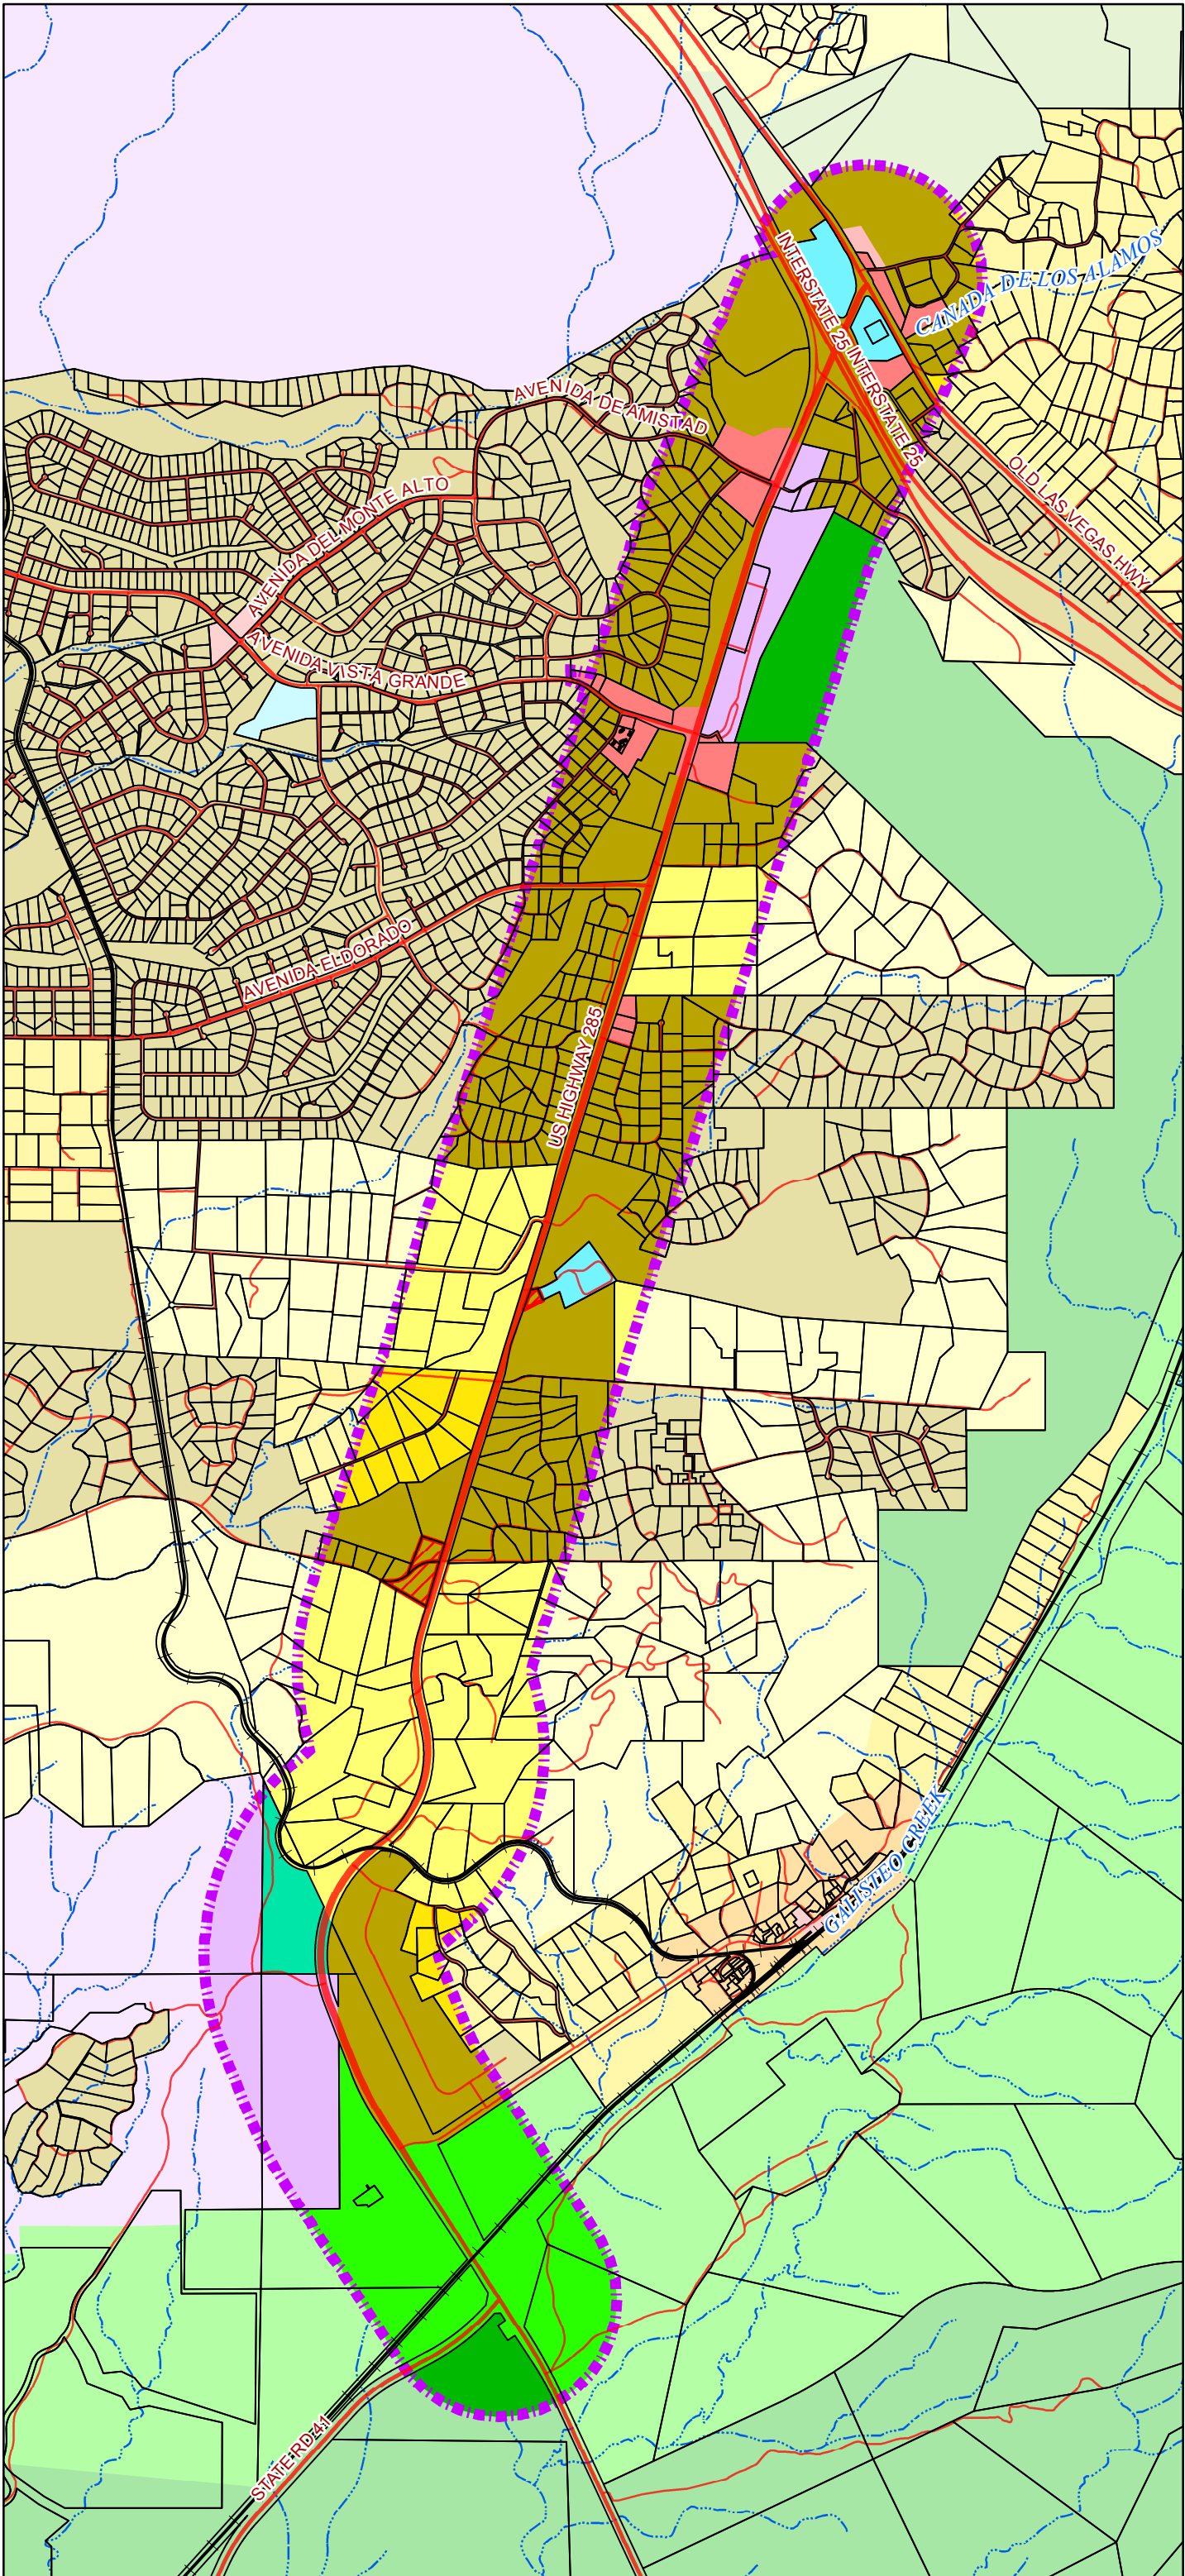 CANADA DE LOS ALAMOS
INTERSTATE 25
INTERSTATE 25
AVENIDA DE AMISTAD
OLD LAS VEGAS HWY
AVENIDA DEL MONTE ALTO
AVENIDA VISTA GRANDE
AVENIDA ELDORADO
US HIGHWAY 285
GALISTEO CREEK
STATE RD 41